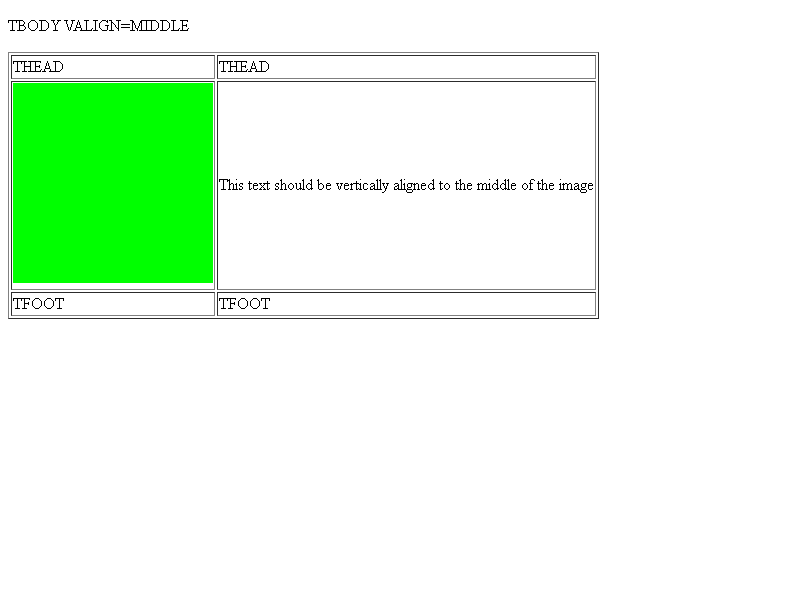 TBODY VALIGN=MIDDLE
THEAD THEAD
This text should be vertically aligned to the middle of the image
TFOOT TFOOT